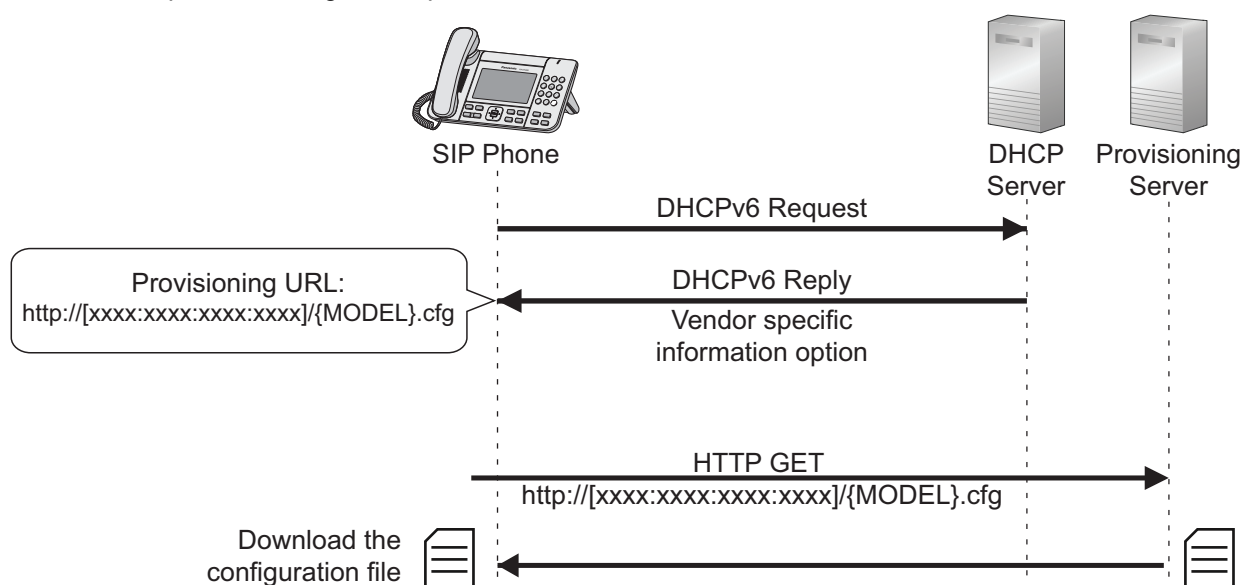 SIP Phone
DHCP
Server
Provisioning
Server
DHCPv6 Request
Provisioning URL:
http://[xxxx:xxxx:xxxx:xxxx]/{MODEL}.cfg
DHCPv6 Reply
Vendor specific
information option
HTTP GET
http://[xxxx:xxxx:xxxx:xxxx]/{MODEL}.cfg
Download the
configuration file